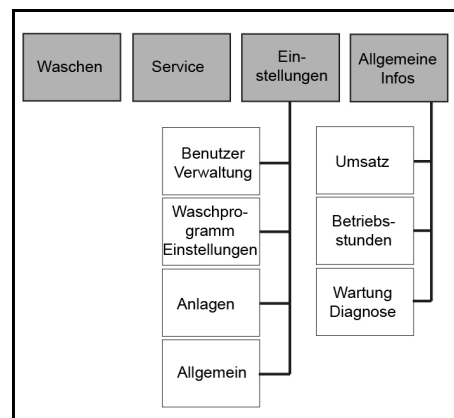 Waschen
Service
Ein-
stellungen
Allgemeine
Infos
Benutzer
Verwaltung
Waschpro-
gramm
Einstellungen
Anlagen
Allgemein
Umsatz
Betriebs-
stunden
Wartung
Diagnose